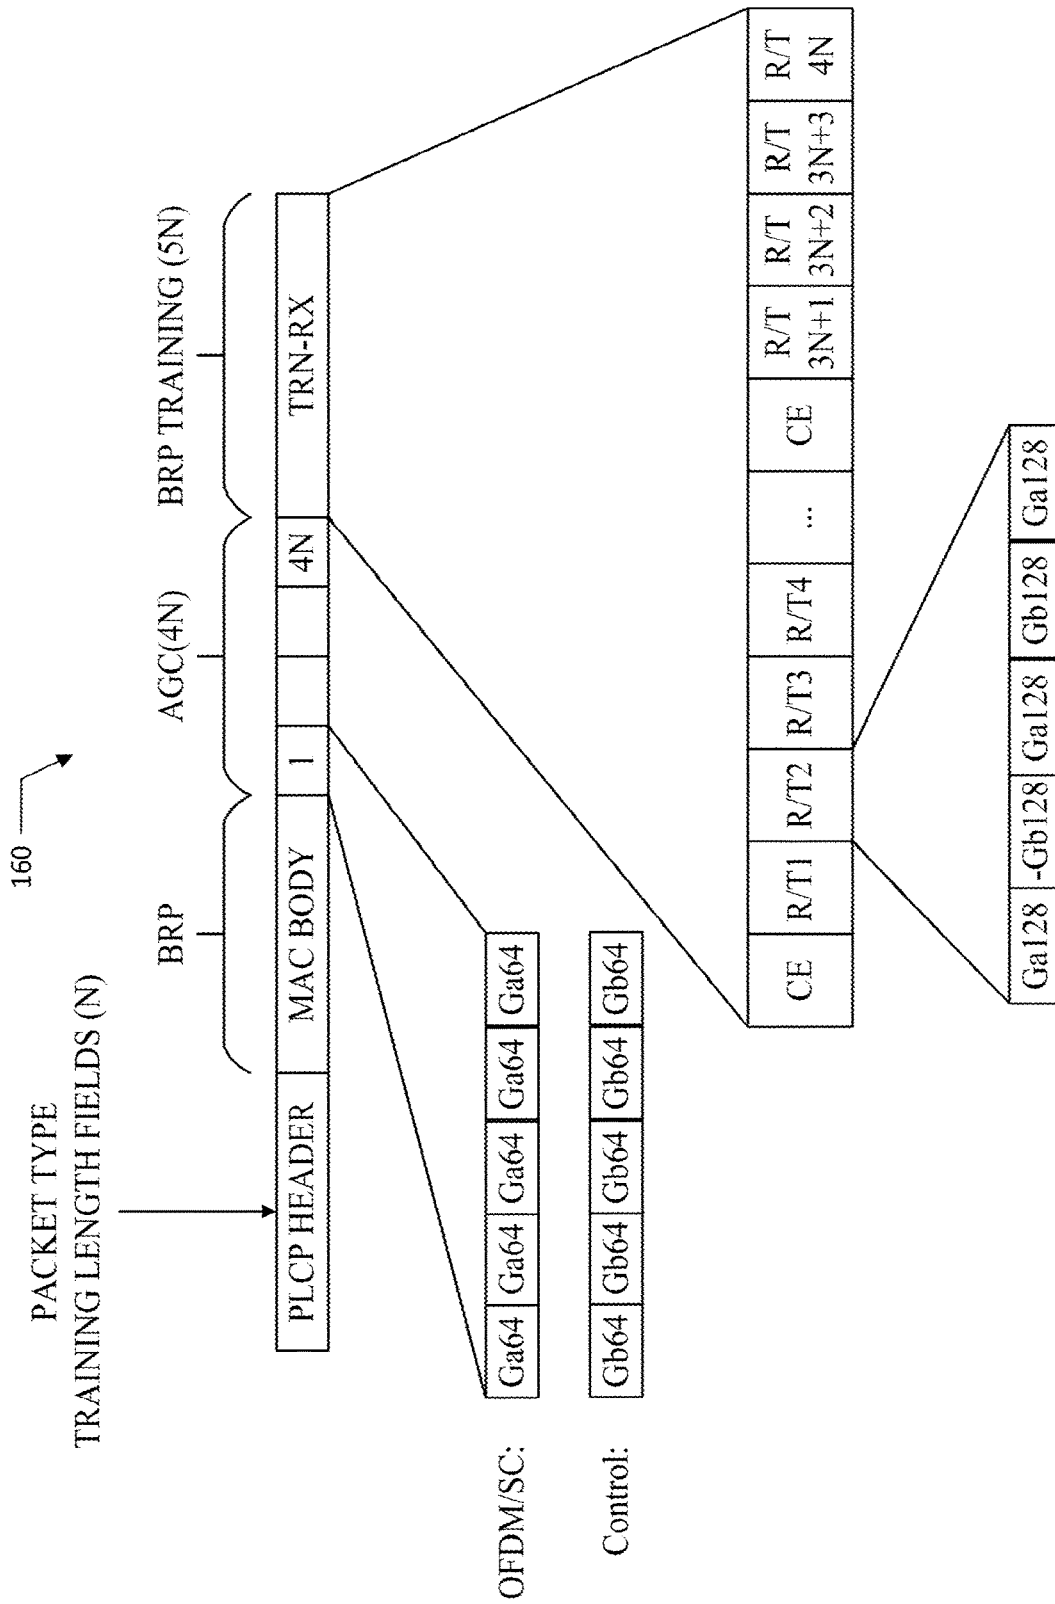 160
PACKET TYPE
TRAINING LENGTH FIELDS (N)
BRP
AGC(4N)
BRP TRAINING (5N)
PLCP HEADER
MAC BODY
1
4N
TRN-RX
OFDM/SC:
Ga64
Ga64
Ga64
Ga64
Ga64
Control:
Gb64
Gb64
Gb64
Gb64
Gb64
CE
R/T1
R/T2
R/T3
R/T4
...
CE
R/T
3N+1
R/T
3N+2
R/T
3N+3
R/T
4N
Ga128
-Gb128
Ga128
Gb128
Ga128